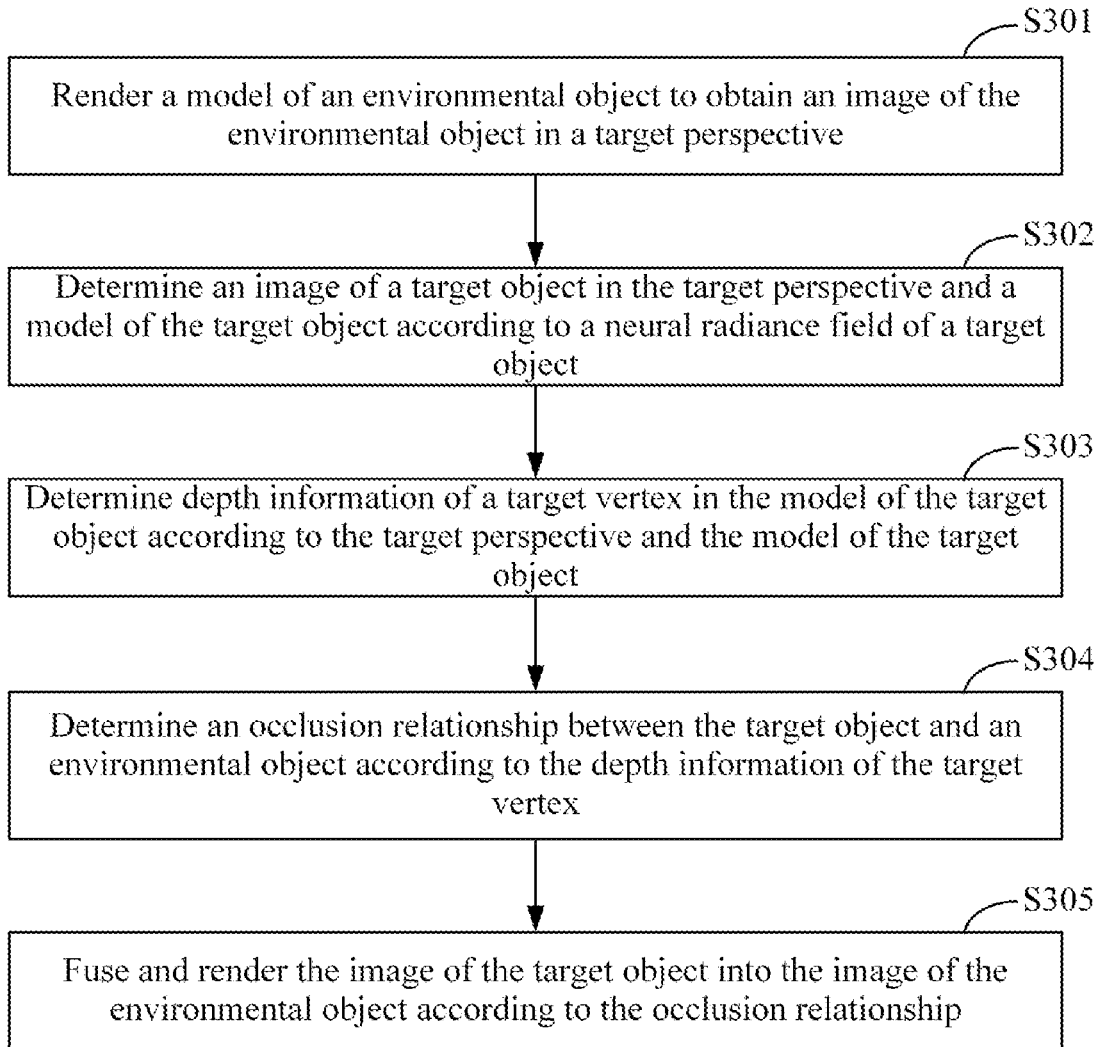 S301
Render a model of an environmental object to obtain an image of the
environmental object in a target perspective
S302
Determine an image of a target object in the target perspective and a
model of the target object according to a neural radiance field of a target
object
S303
Determine depth information of a target vertex in the model of the target
object according to the target perspective and the model of the target
object
S304
Determine an occlusion relationship between the target object and an
environmental object according to the depth information of the target
vertex
S305
Fuse and render the image of the target object into the image of the
environmental object according to the occlusion relationship